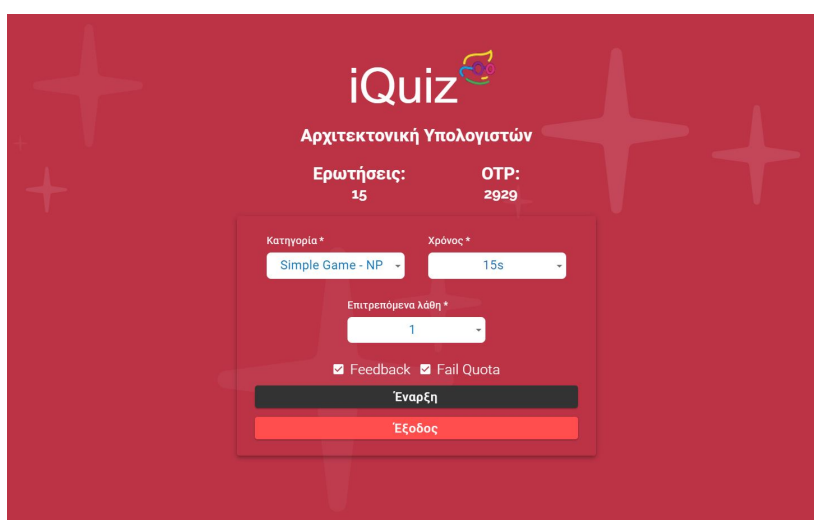 iQuiz
Αρχιτεκτονική Υπολογιστών
Ερωτήσεις: OTP:
15 2929
Κατηγορία * Χρόνος *
Simple Game - NP 15s
Επιτρεπόμενα λάθη *
1
Feedback Fail Quota
Έναρξη
Έξοδος